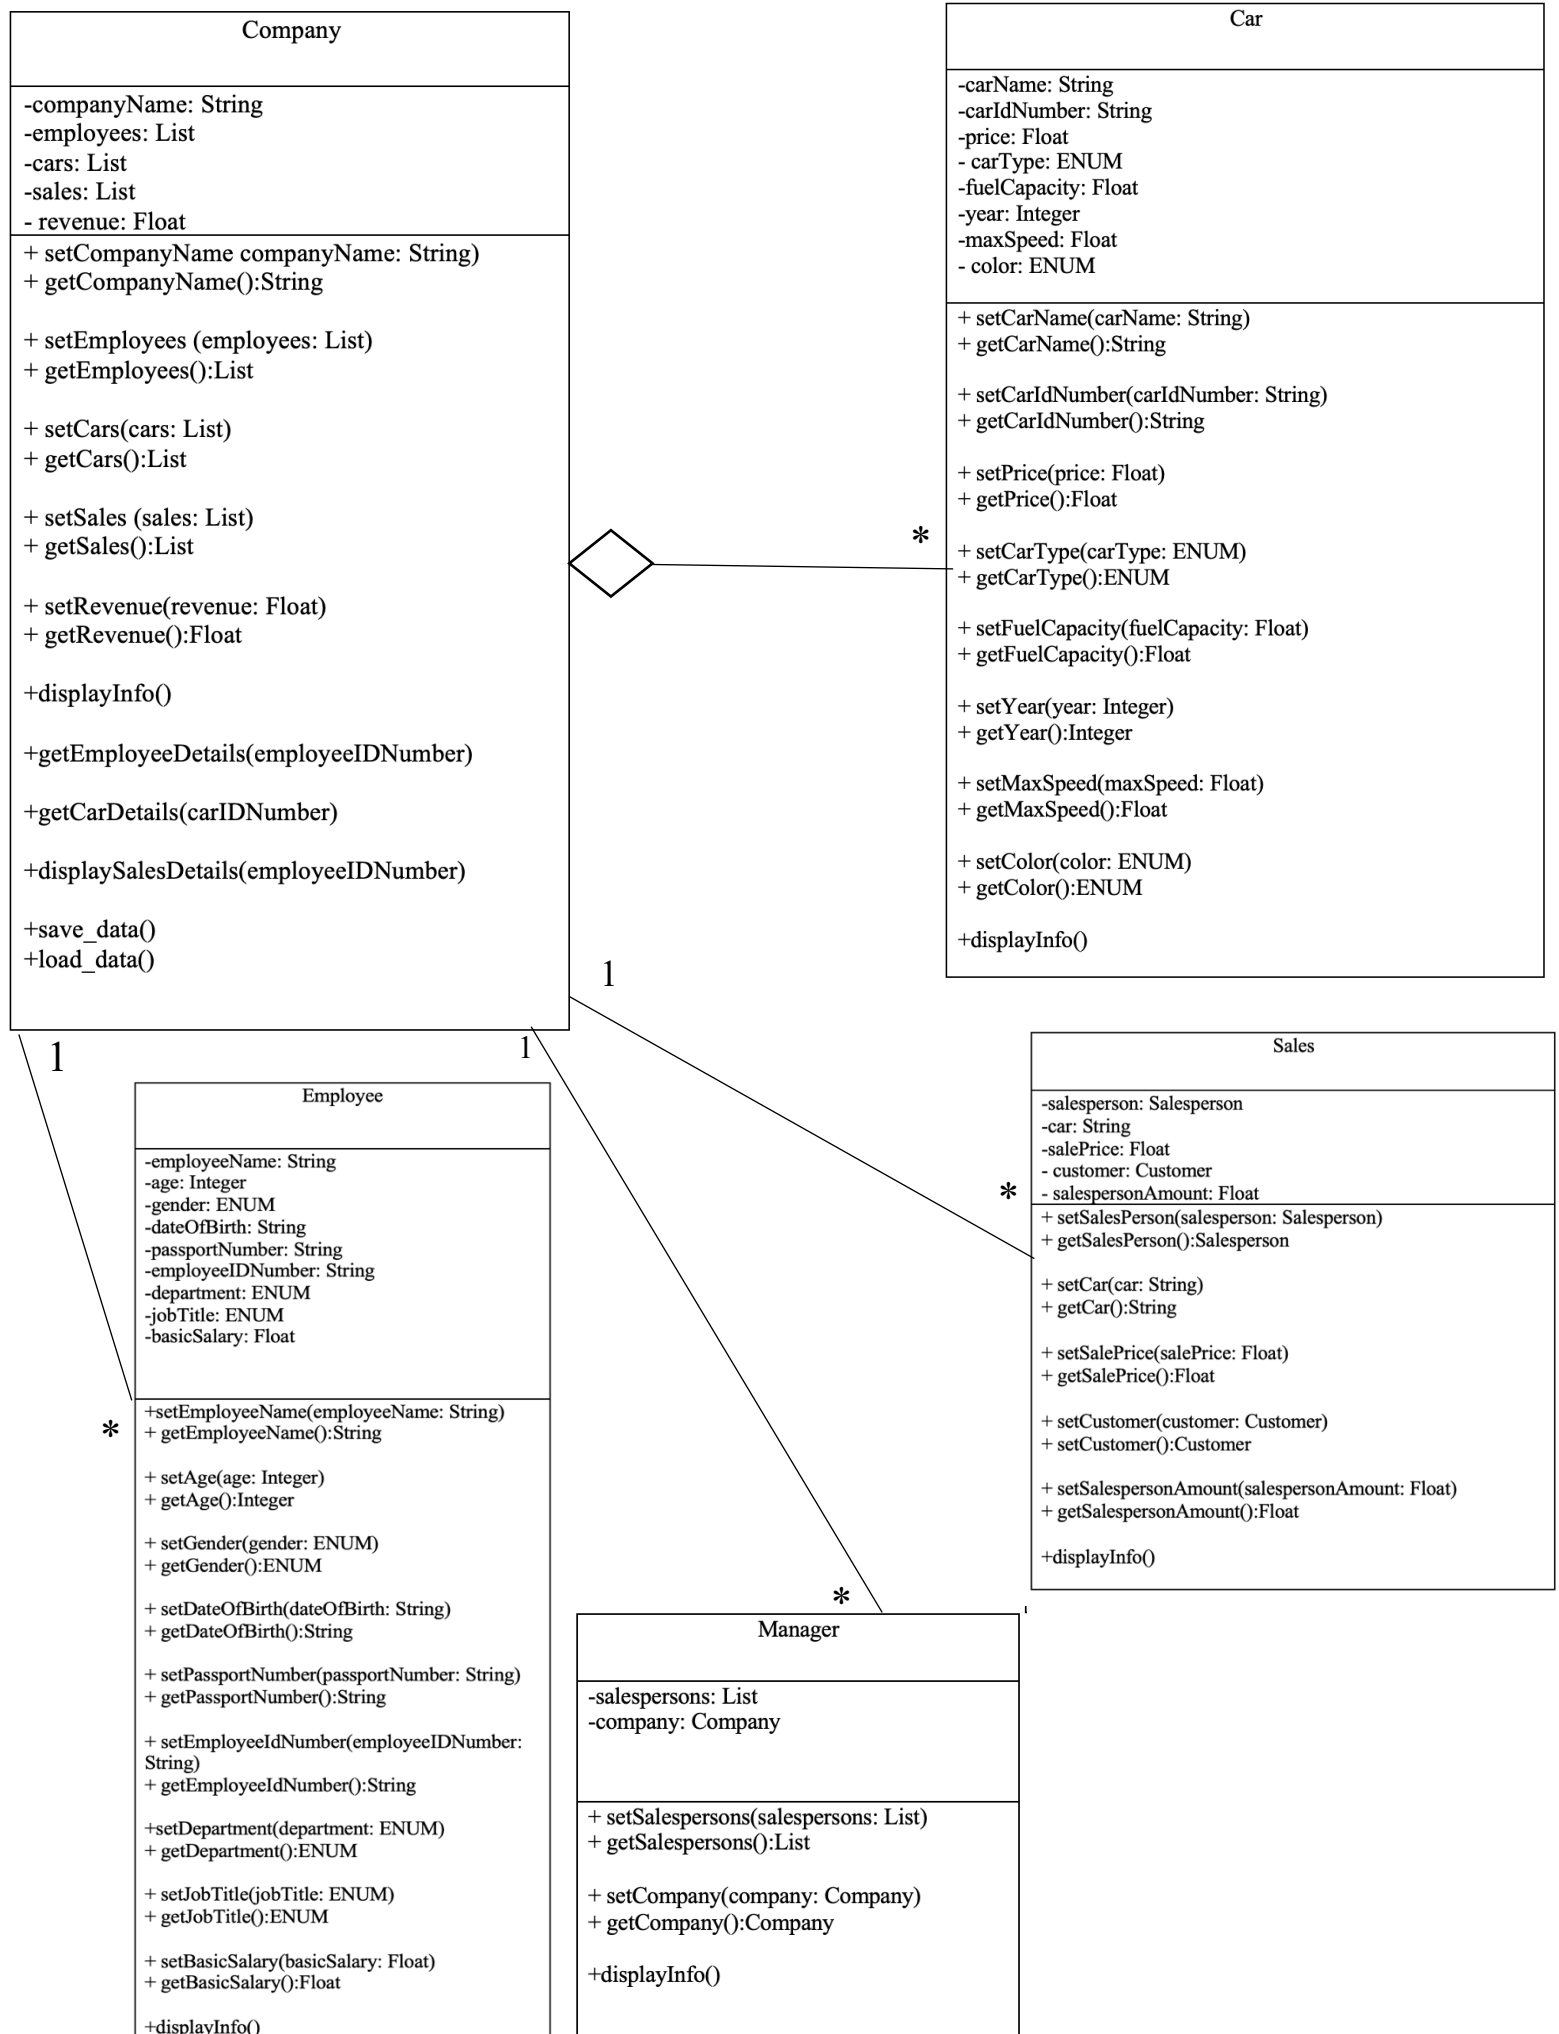 Company
-companyName: String
-employees: List
-cars: List
-sales: List
- revenue: Float
+ setCompanyName companyName: String)
+ getCompanyName():String
+ setEmployees (employees: List)
+ getEmployees():List
+ setCars(cars: List)
+ getCars():List
+ setSales (sales: List)
+ getSales():List
+ setRevenue(revenue: Float)
+ getRevenue():Float
+displayInfo()
+getEmployeeDetails(employeeIDNumber)
+getCarDetails(carIDNumber)
+displaySalesDetails(employeeIDNumber)
+save_data()
+load_data()
Car
-carName: String
-carIdNumber: String
-price: Float
- carType: ENUM
-fuelCapacity: Float
-year: Integer
-maxSpeed: Float
- color: ENUM
+ setCarName(carName: String)
+ getCarName():String
+ setCarIdNumber(carIdNumber: String)
+ getCarIdNumber():String
+ setPrice(price: Float)
+ getPrice():Float
+ setCarType(carType: ENUM)
+ getCarType():ENUM
+ setFuelCapacity(fuelCapacity: Float)
+ getFuelCapacity():Float
+ setYear(year: Integer)
+ getYear():Integer
+ setMaxSpeed(maxSpeed: Float)
+ getMaxSpeed():Float
+ setColor(color: ENUM)
+ getColor():ENUM
+displayInfo()
*
1
1
1
*
*
*
Employee
-employeeName: String
-age: Integer
-gender: ENUM
-dateOfBirth: String
-passportNumber: String
-employeeIDNumber: String
-department: ENUM
-jobTitle: ENUM
-basicSalary: Float
+setEmployeeName(employeeName: String)
+ getEmployeeName():String
+ setAge(age: Integer)
+ getAge():Integer
+ setGender(gender: ENUM)
+ getGender():ENUM
+ setDateOfBirth(dateOfBirth: String)
+ getDateOfBirth():String
+ setPassportNumber(passportNumber: String)
+ getPassportNumber():String
+ setEmployeeIdNumber(employeeIDNumber:
String)
+ getEmployeeIdNumber():String
+setDepartment(department: ENUM)
+ getDepartment():ENUM
+ setJobTitle(jobTitle: ENUM)
+ getJobTitle():ENUM
+ setBasicSalary(basicSalary: Float)
+ getBasicSalary():Float
+displayInfo()
Manager
-salespersons: List
-company: Company
+ setSalespersons(salespersons: List)
+ getSalespersons():List
+ setCompany(company: Company)
+ getCompany():Company
+displayInfo()
Sales
-salesperson: Salesperson
-car: String
-salePrice: Float
- customer: Customer
- salespersonAmount: Float
+ setSalesPerson(salesperson: Salesperson)
+ getSalesPerson():Salesperson
+ setCar(car: String)
+ getCar():String
+ setSalePrice(salePrice: Float)
+ getSalePrice():Float
+ setCustomer(customer: Customer)
+ setCustomer():Customer
+ setSalespersonAmount(salespersonAmount: Float)
+ getSalespersonAmount():Float
+displayInfo()